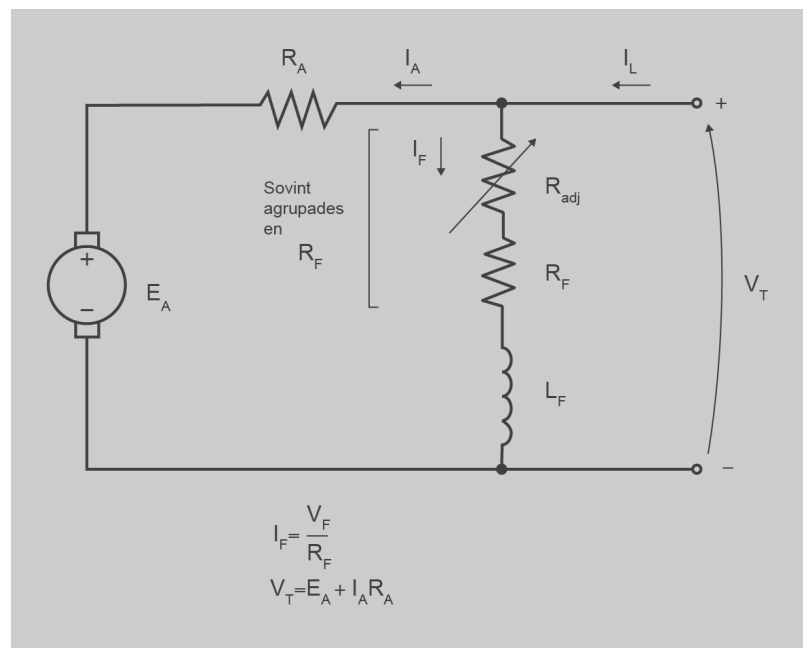 R_A
I_A
I_L
+
I_F
R_adj
Sovint
agrupades
en
R_F
R_F
+
−
E_A
V_T
L_F
−
I_F = V_F / R_F
V_T=E_A + I_A R_A